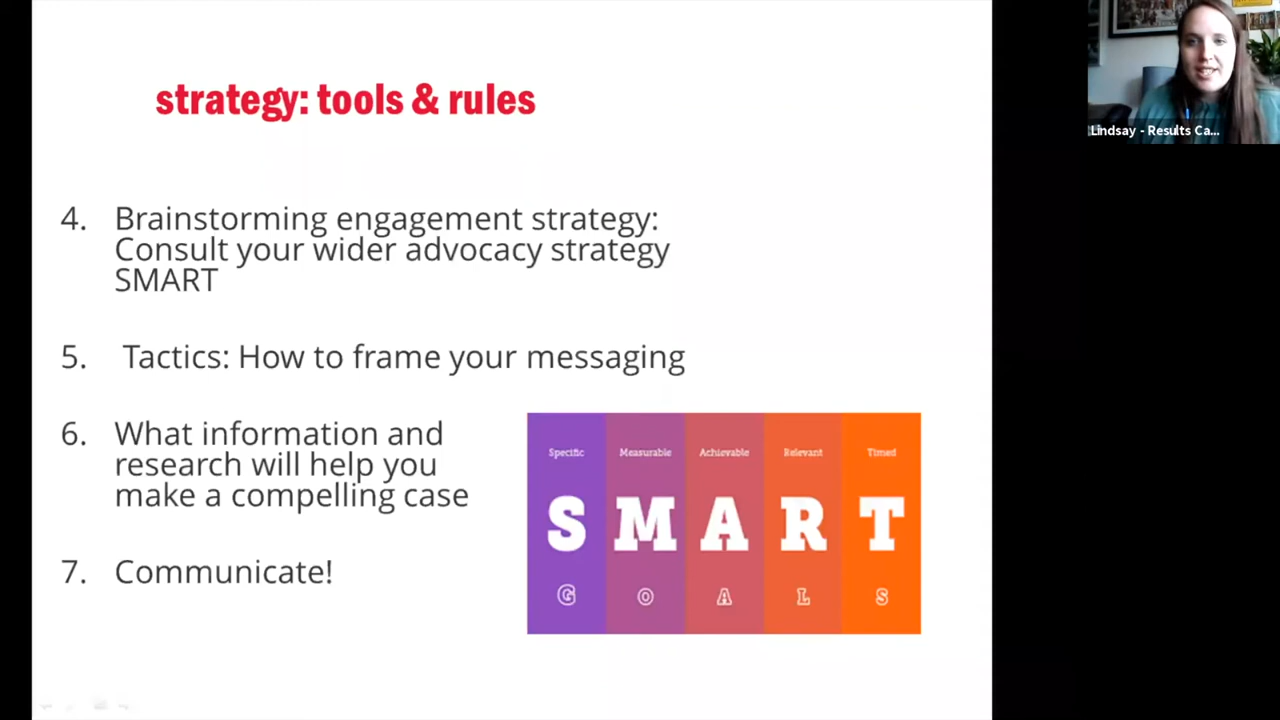 strategy: tools & rules
Lindsay - Results Ca...
4. Brainstorming engagement strategy:
Consult your wider advocacy strategy
SMART
5. Tactics: How to frame your messaging
6. What information and
research will help you
make a compelling case
7. Communicate!
Specific Measurable Achievable Relevant Timed
S M A R T
G O A L S